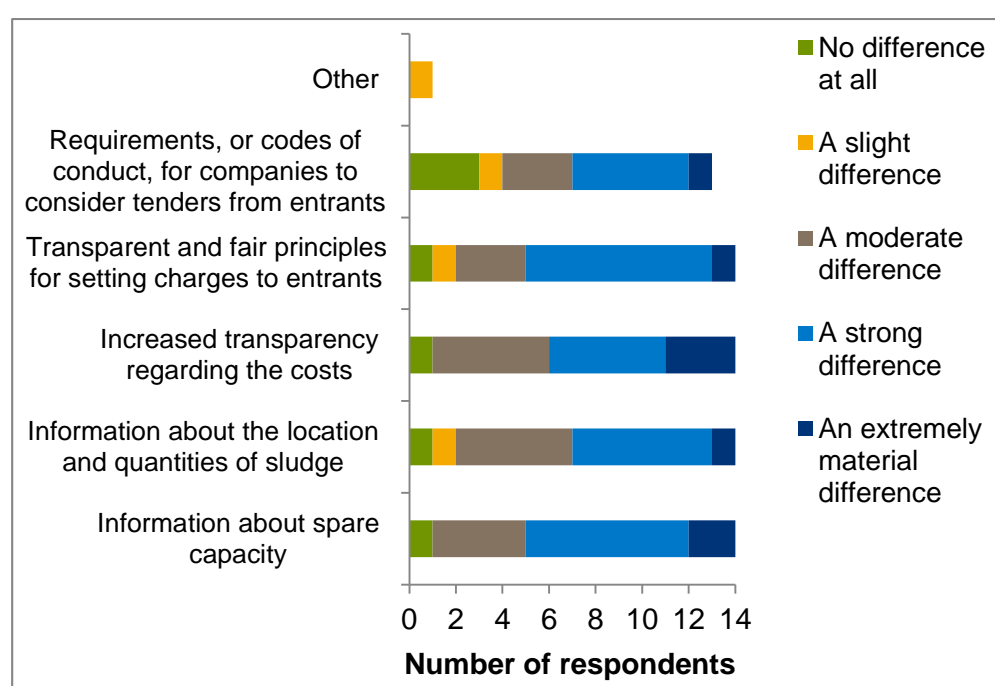 Other
Requirements, or codes of
conduct, for companies to
consider tenders from entrants
Transparent and fair principles
for setting charges to entrants
Increased transparency
regarding the costs
Information about the location
and quantities of sludge
Information about spare
capacity
0 2 4 6 8 10 12 14
Number of respondents
No difference
at all
A slight
difference
A moderate
difference
A strong
difference
An extremely
material
difference